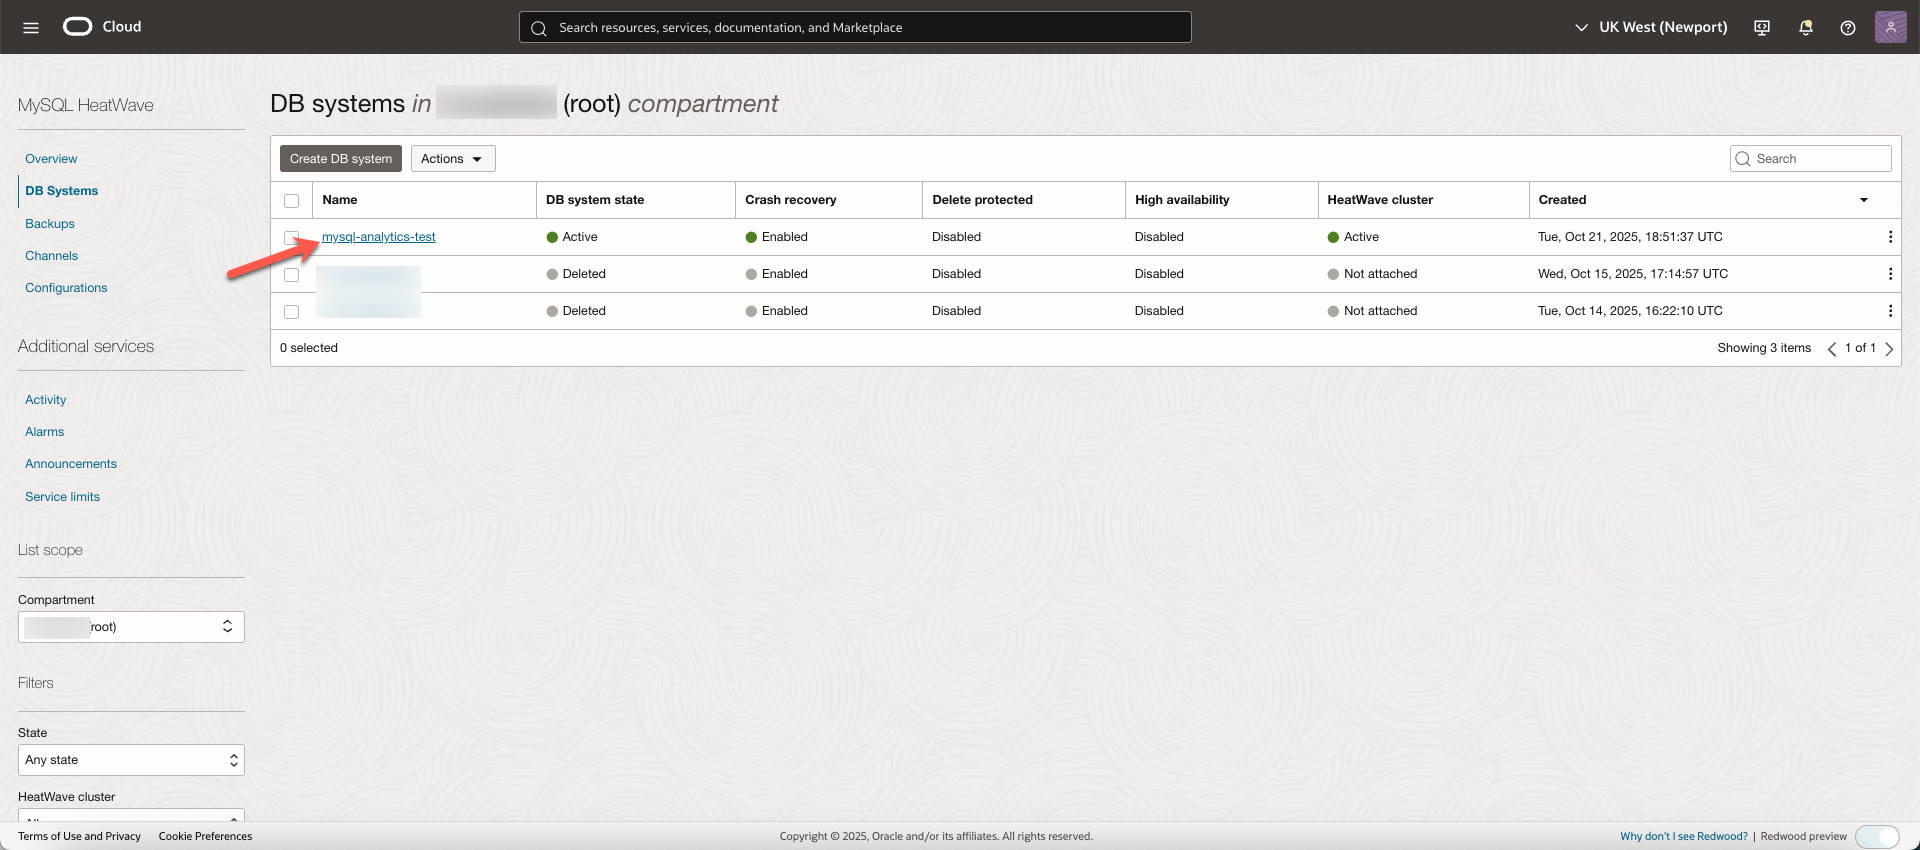 Cloud
Search resources, services, documentation, and Marketplace
UK West (Newport)
MySQL HeatWave
Overview
DB Systems
Backups
Channels
Configurations
Additional services
Activity
Alarms
Announcements
Service limits
List scope
Compartment
(root)
Filters
State
Any state
HeatWave cluster
DB systems in (root) compartment
Create DB system Actions Search
Name DB system state Crash recovery Delete protected High availability HeatWave cluster Created
mysql-analytics-test Active Enabled Disabled Disabled Active Tue, Oct 21, 2025, 18:51:37 UTC
Deleted Enabled Disabled Disabled Not attached Wed, Oct 15, 2025, 17:14:57 UTC
Deleted Enabled Disabled Disabled Not attached Tue, Oct 14, 2025, 16:22:10 UTC
0 selected Showing 3 items 1 of 1
Terms of Use and Privacy Cookie Preferences Copyright © 2025, Oracle and/or its affiliates. All rights reserved. Why don't I see Redwood? | Redwood preview